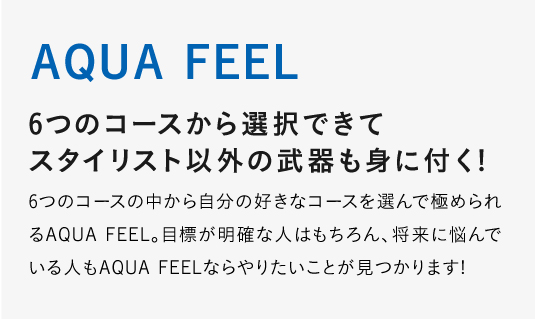 AQUA FEEL
6つのコースから選択できて
スタイリスト以外の武器も身に付く!
6つのコースの中から自分の好きなコースを選んで極められ
るAQUA FEEL。目標が明確な人はもちろん、将来に悩んで
いる人もAQUA FEELならやりたいことが見つかります!